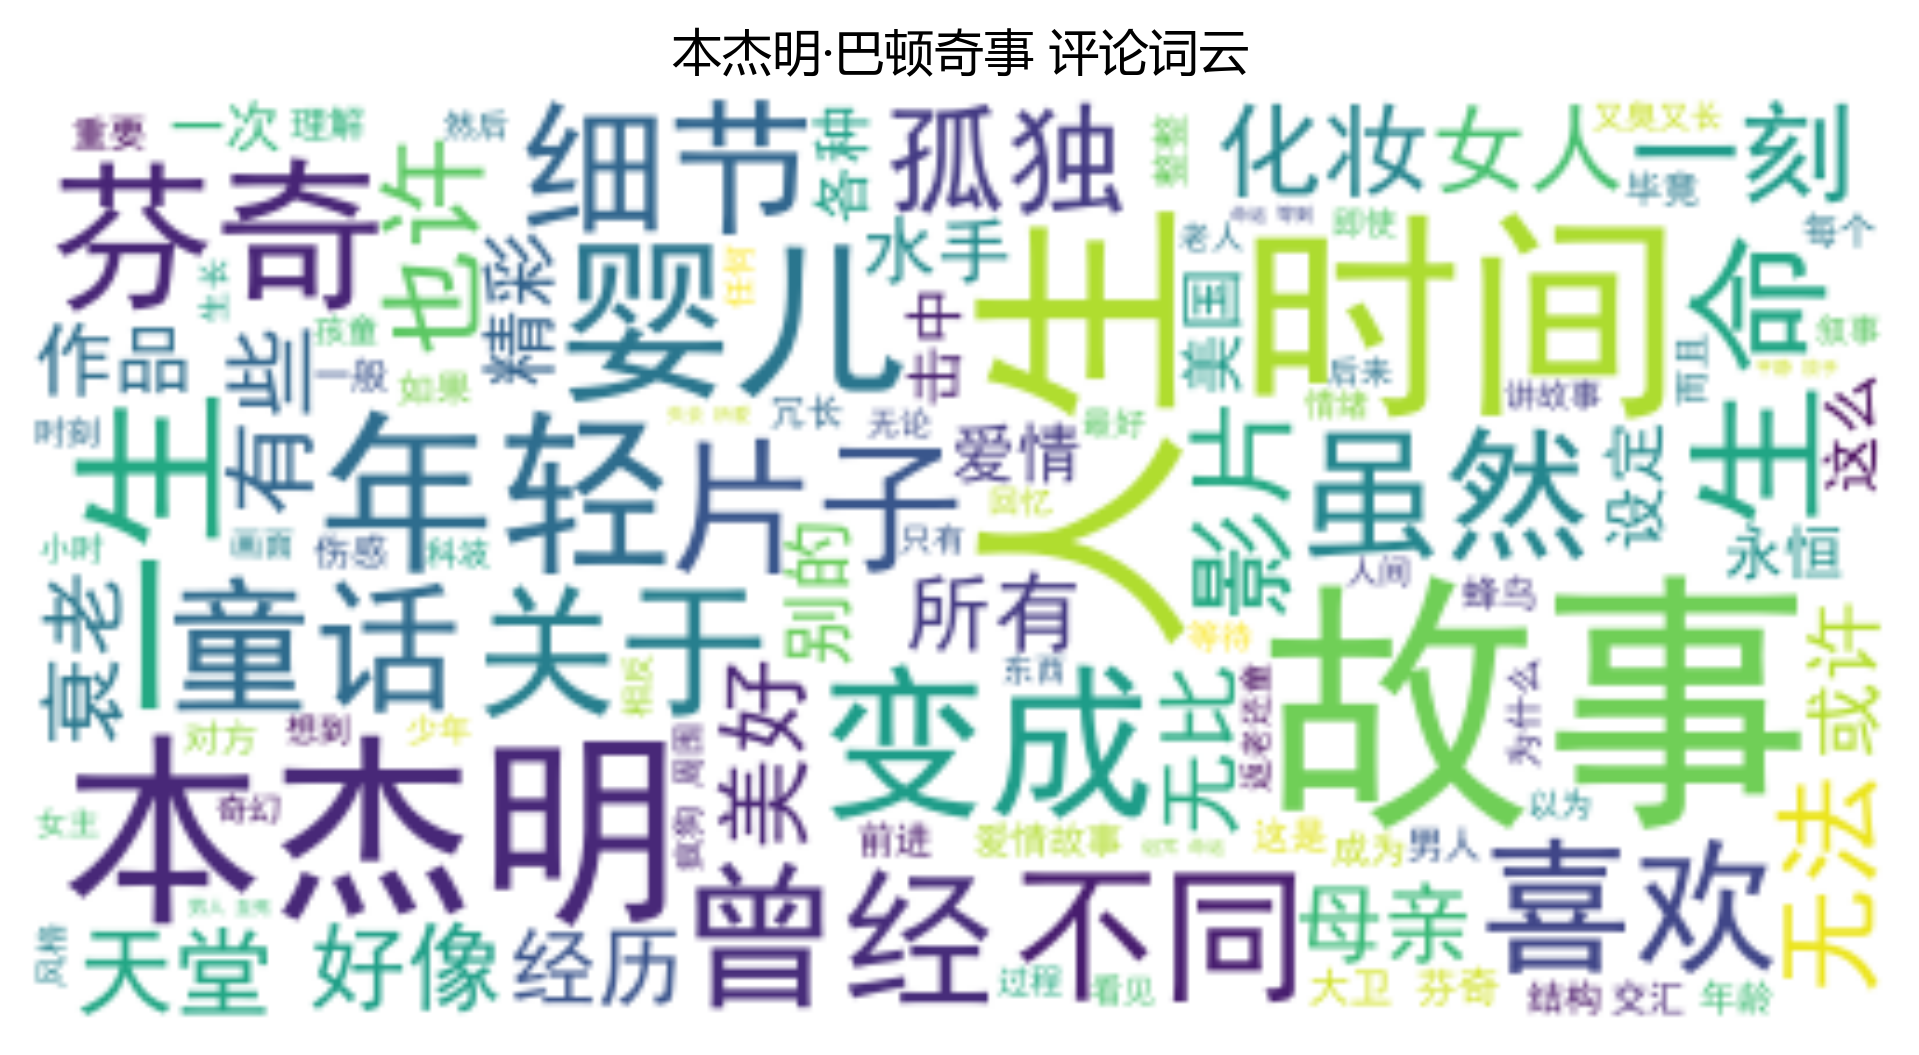 本杰明·巴顿奇事 评论词云
重要
一次
理解
然后
细节
各种
孤独
整整
化妆
女人
又臭又长
一刻
毕竟
芬奇
也许
水手
老人
即使
每个
生长
精彩
婴儿
任何
击中
人生
美国
时间
生命
叙事
作品
有些
孩童
一般
如果
后来
情绪
讲故事
而且
这么
时刻
一生
年轻
片子
冗长
无论
爱情
最好
影片
虽然
设定
回忆
只有
小时
画面
伤感
科波
别的
永恒
人间
蜂鸟
衰老
童话
关于
所有
等待
故事
或许
相反
美好
变成
东西
无比
返老还童
为什么
对方
想到
少年
本杰明
周围
疯狗
女主
奇幻
前进
爱情故事
这是
成为
男人
以为
喜欢
无法
风格
天堂
好像
经历
曾经
不同
母亲
过程
看见
大卫 芬奇
结构
交汇
年龄